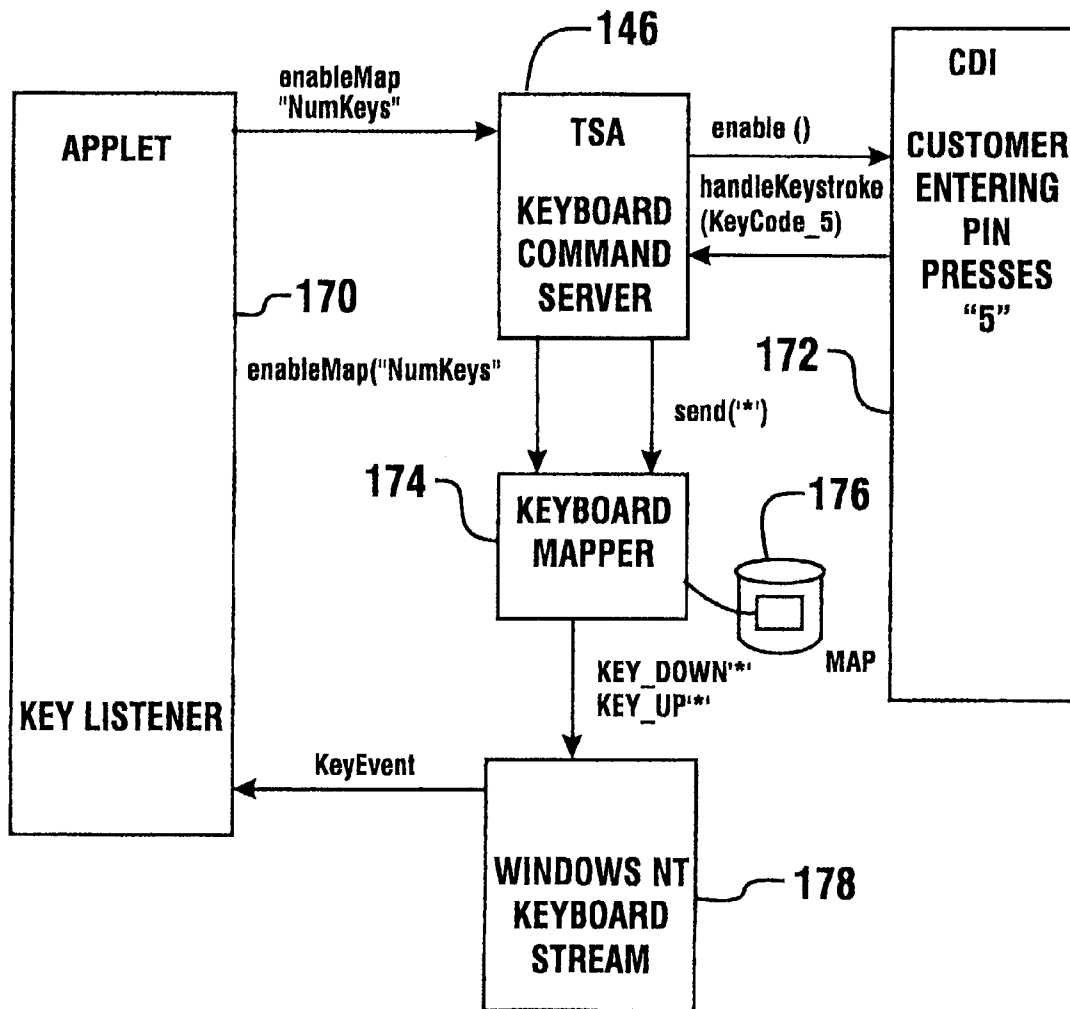 146
enableMap
"NumKeys"
APPLET
TSA
KEYBOARD
COMMAND
SERVER
enable ()
handleKeystroke
(KeyCode_5)
CDI
CUSTOMER
ENTERING
PIN
PRESSES
“5”
170
172
enableMap("NumKeys"
send('*')
174
KEYBOARD
MAPPER
176
MAP
KEY_DOWN'*'
KEY_UP'*'
KEY LISTENER
KeyEvent
WINDOWS NT
KEYBOARD
STREAM
178